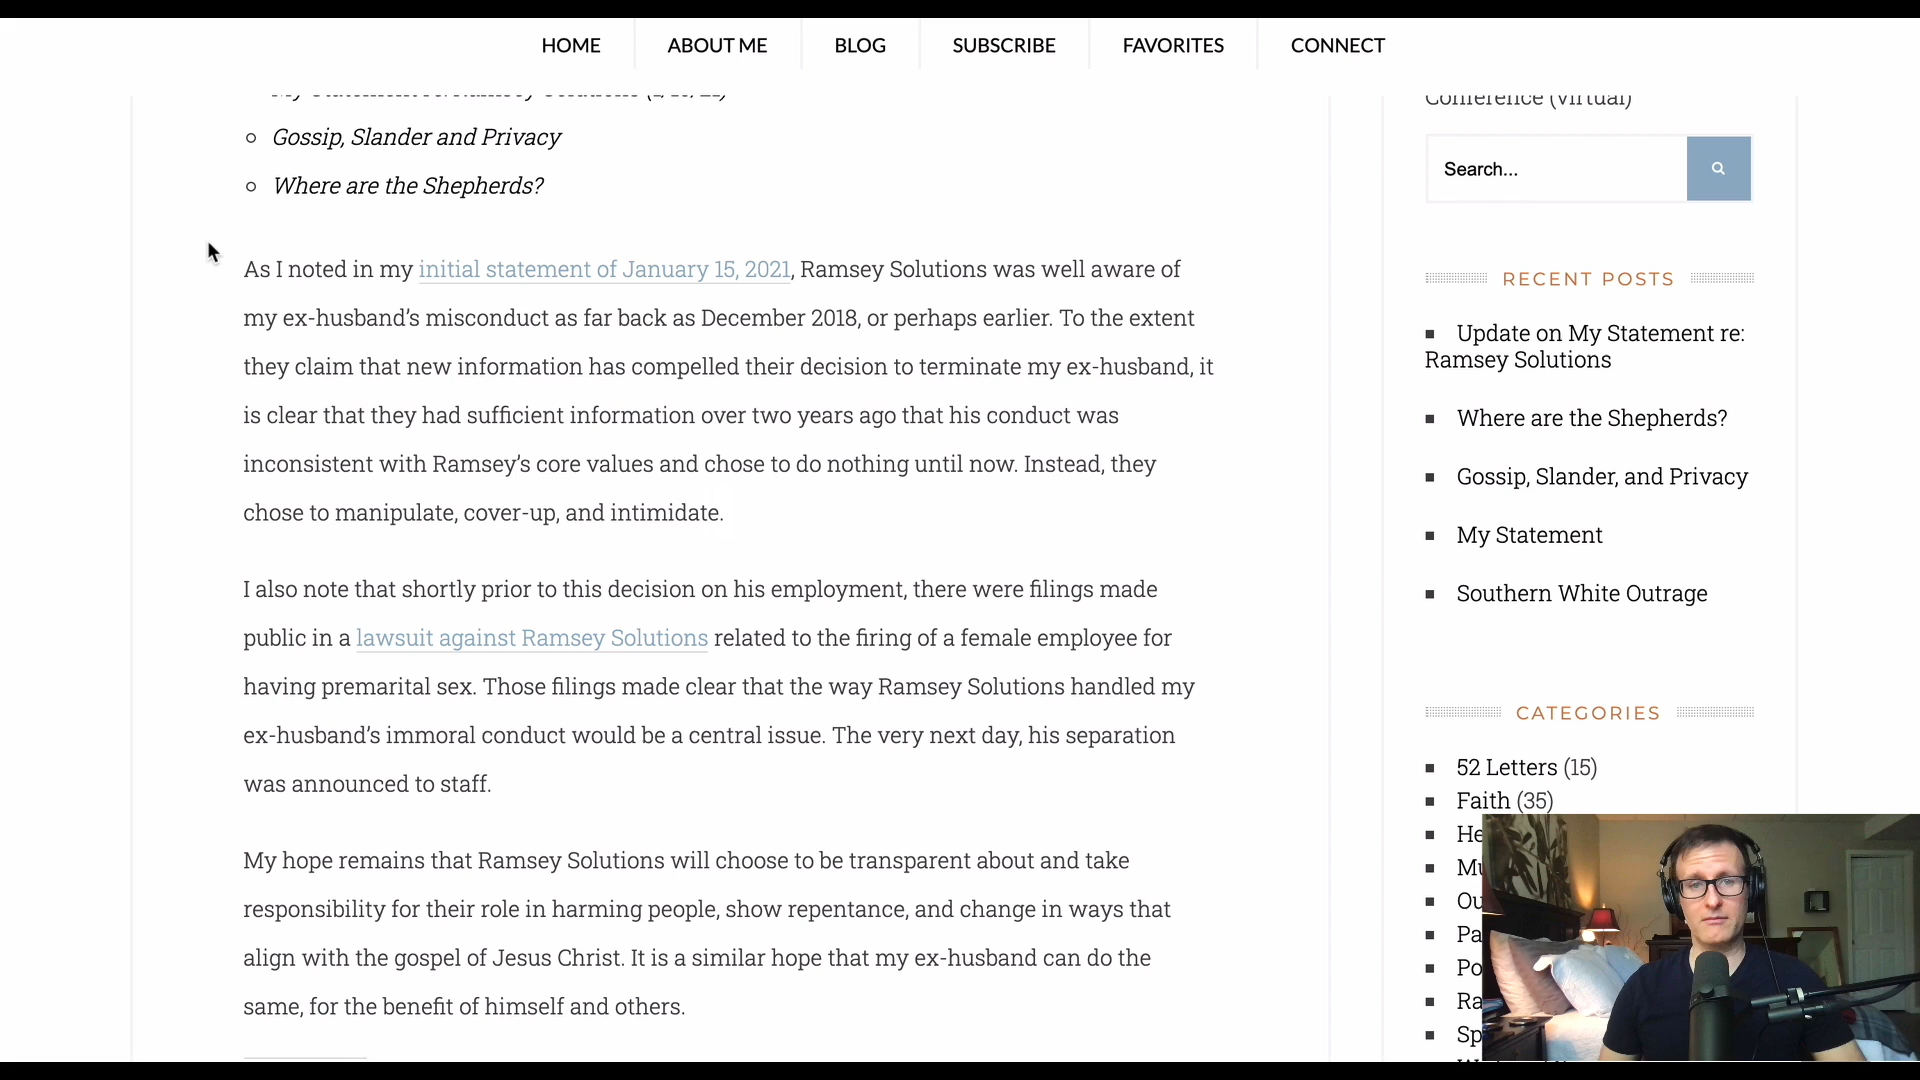 HOME ABOUT ME BLOG SUBSCRIBE FAVORITES CONNECT
My Statement re: Ramsey Solutions
Gossip, Slander and Privacy
Where are the Shepherds?
As I noted in my initial statement of January 15, 2021, Ramsey Solutions was well aware of
my ex-husband’s misconduct as far back as December 2018, or perhaps earlier. To the extent
they claim that new information has compelled their decision to terminate my ex-husband, it
is clear that they had sufficient information over two years ago that his conduct was
inconsistent with Ramsey’s core values and chose to do nothing until now. Instead, they
chose to manipulate, cover-up, and intimidate.
I also note that shortly prior to this decision on his employment, there were filings made
public in a lawsuit against Ramsey Solutions related to the firing of a female employee for
having premarital sex. Those filings made clear that the way Ramsey Solutions handled my
ex-husband’s immoral conduct would be a central issue. The very next day, his separation
was announced to staff.
My hope remains that Ramsey Solutions will choose to be transparent about and take
responsibility for their role in harming people, show repentance, and change in ways that
align with the gospel of Jesus Christ. It is a similar hope that my ex-husband can do the
same, for the benefit of himself and others.
Conference (Virtual)
Search...
RECENT POSTS
Update on My Statement re:
Ramsey Solutions
Where are the Shepherds?
Gossip, Slander, and Privacy
My Statement
Southern White Outrage
CATEGORIES
52 Letters (15)
Faith (35)
He
Mu
Ou
Pa
Po
Ra
Sp